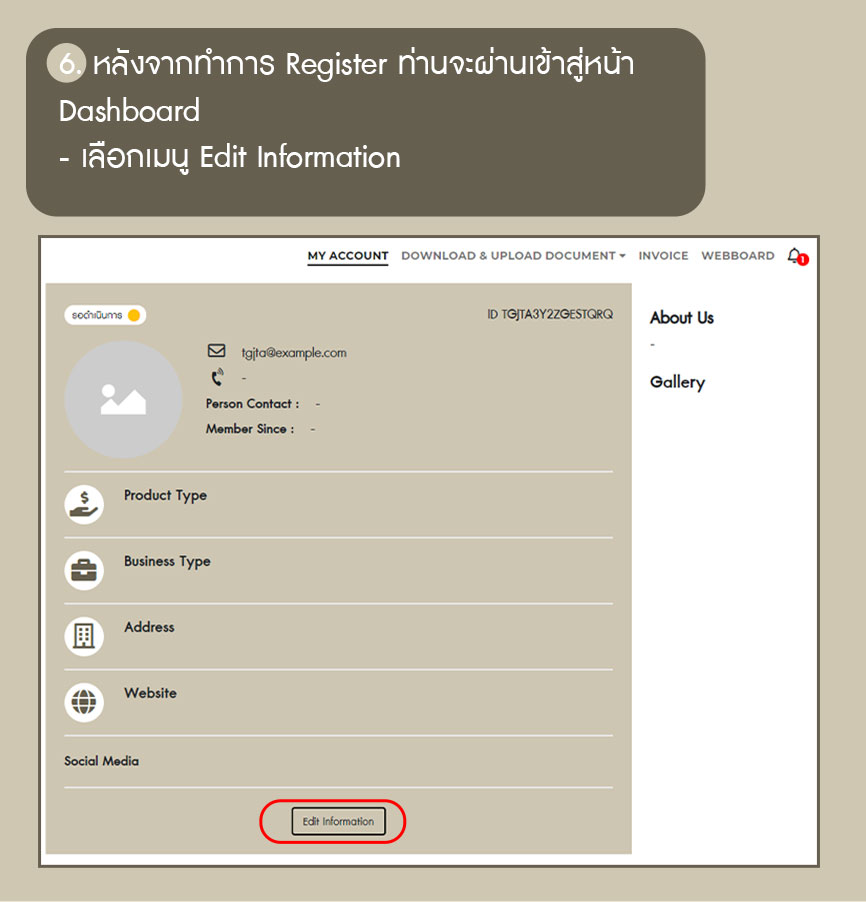 6. หลังจากทำการ Register ท่านจะผ่านเข้าสู่หน้า
Dashboard
- เลือกเมนู Edit Information
MY ACCOUNT DOWNLOAD & UPLOAD DOCUMENT INVOICE WEBBOARD 1
รอดำเนินการ
ID TGJTA3Y2ZGESTQRQ
tgjta@example.com
-
Person Contact : -
Member Since : -
Product Type
Business Type
Address
Website
Social Media
Edit Information
About Us
-
Gallery